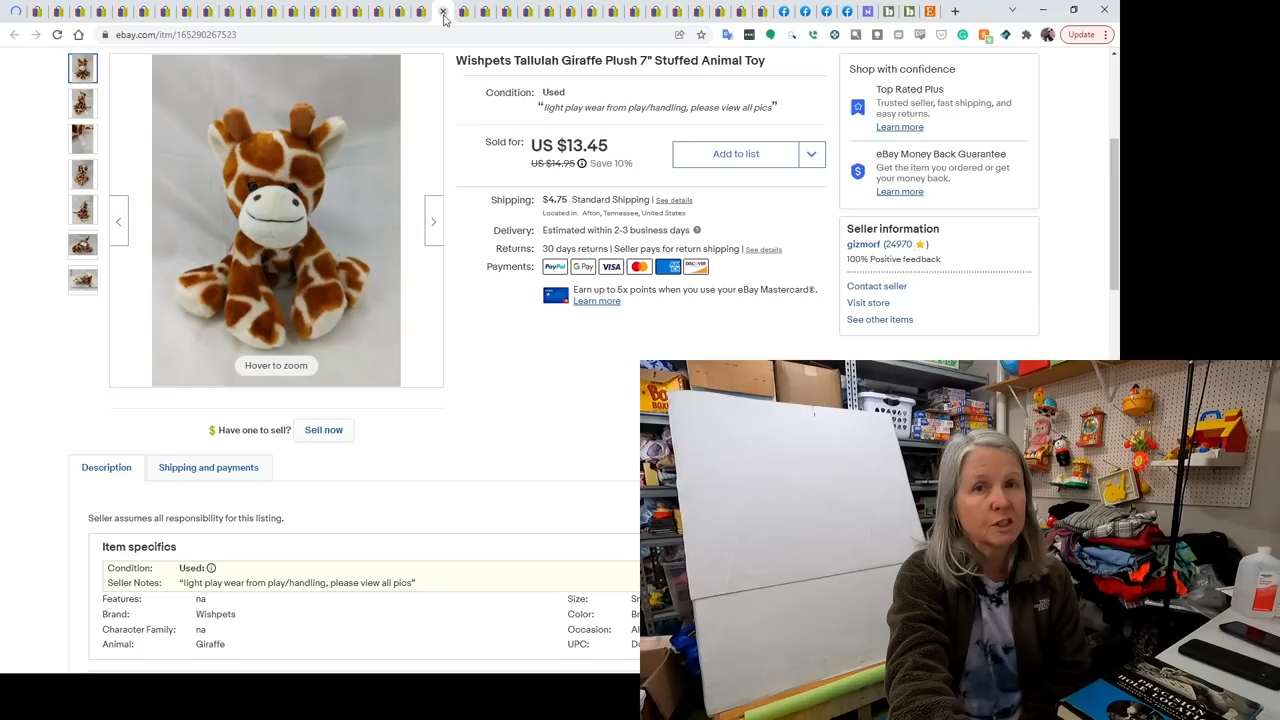 ebay.com/itm/165290267523
Update
Wishpets Tallulah Giraffe Plush 7" Stuffed Animal Toy
Condition: Used
“light play wear from play/handling, please view all pics”
Sold for: US $13.45
US $14.95 Save 10%
Add to list
Shipping: $4.75 Standard Shipping | See details
Located in: Afton, Tennessee, United States
Delivery: Estimated within 2-3 business days
Returns: 30 days returns | Seller pays for return shipping | See details
Payments: PayPal G Pay VISA DISCOVER
Earn up to 5x points when you use your eBay Mastercard®.
Learn more
Shop with confidence
Top Rated Plus
Trusted seller, fast shipping, and
easy returns.
Learn more
eBay Money Back Guarantee
Get the item you ordered or get
your money back.
Learn more
Seller information
gizmorf (24970 )
100% Positive feedback
Contact seller
Visit store
See other items
Hover to zoom
Have one to sell? Sell now
Description
Shipping and payments
Seller assumes all responsibility for this listing.
Item specifics
Condition: Used:
Seller Notes: “light play wear from play/handling, please view all pics”
Features: na
Size:
Brand: Wishpets
Color:
Character Family: na
Occasion:
Animal: Giraffe
UPC:
PRECISION